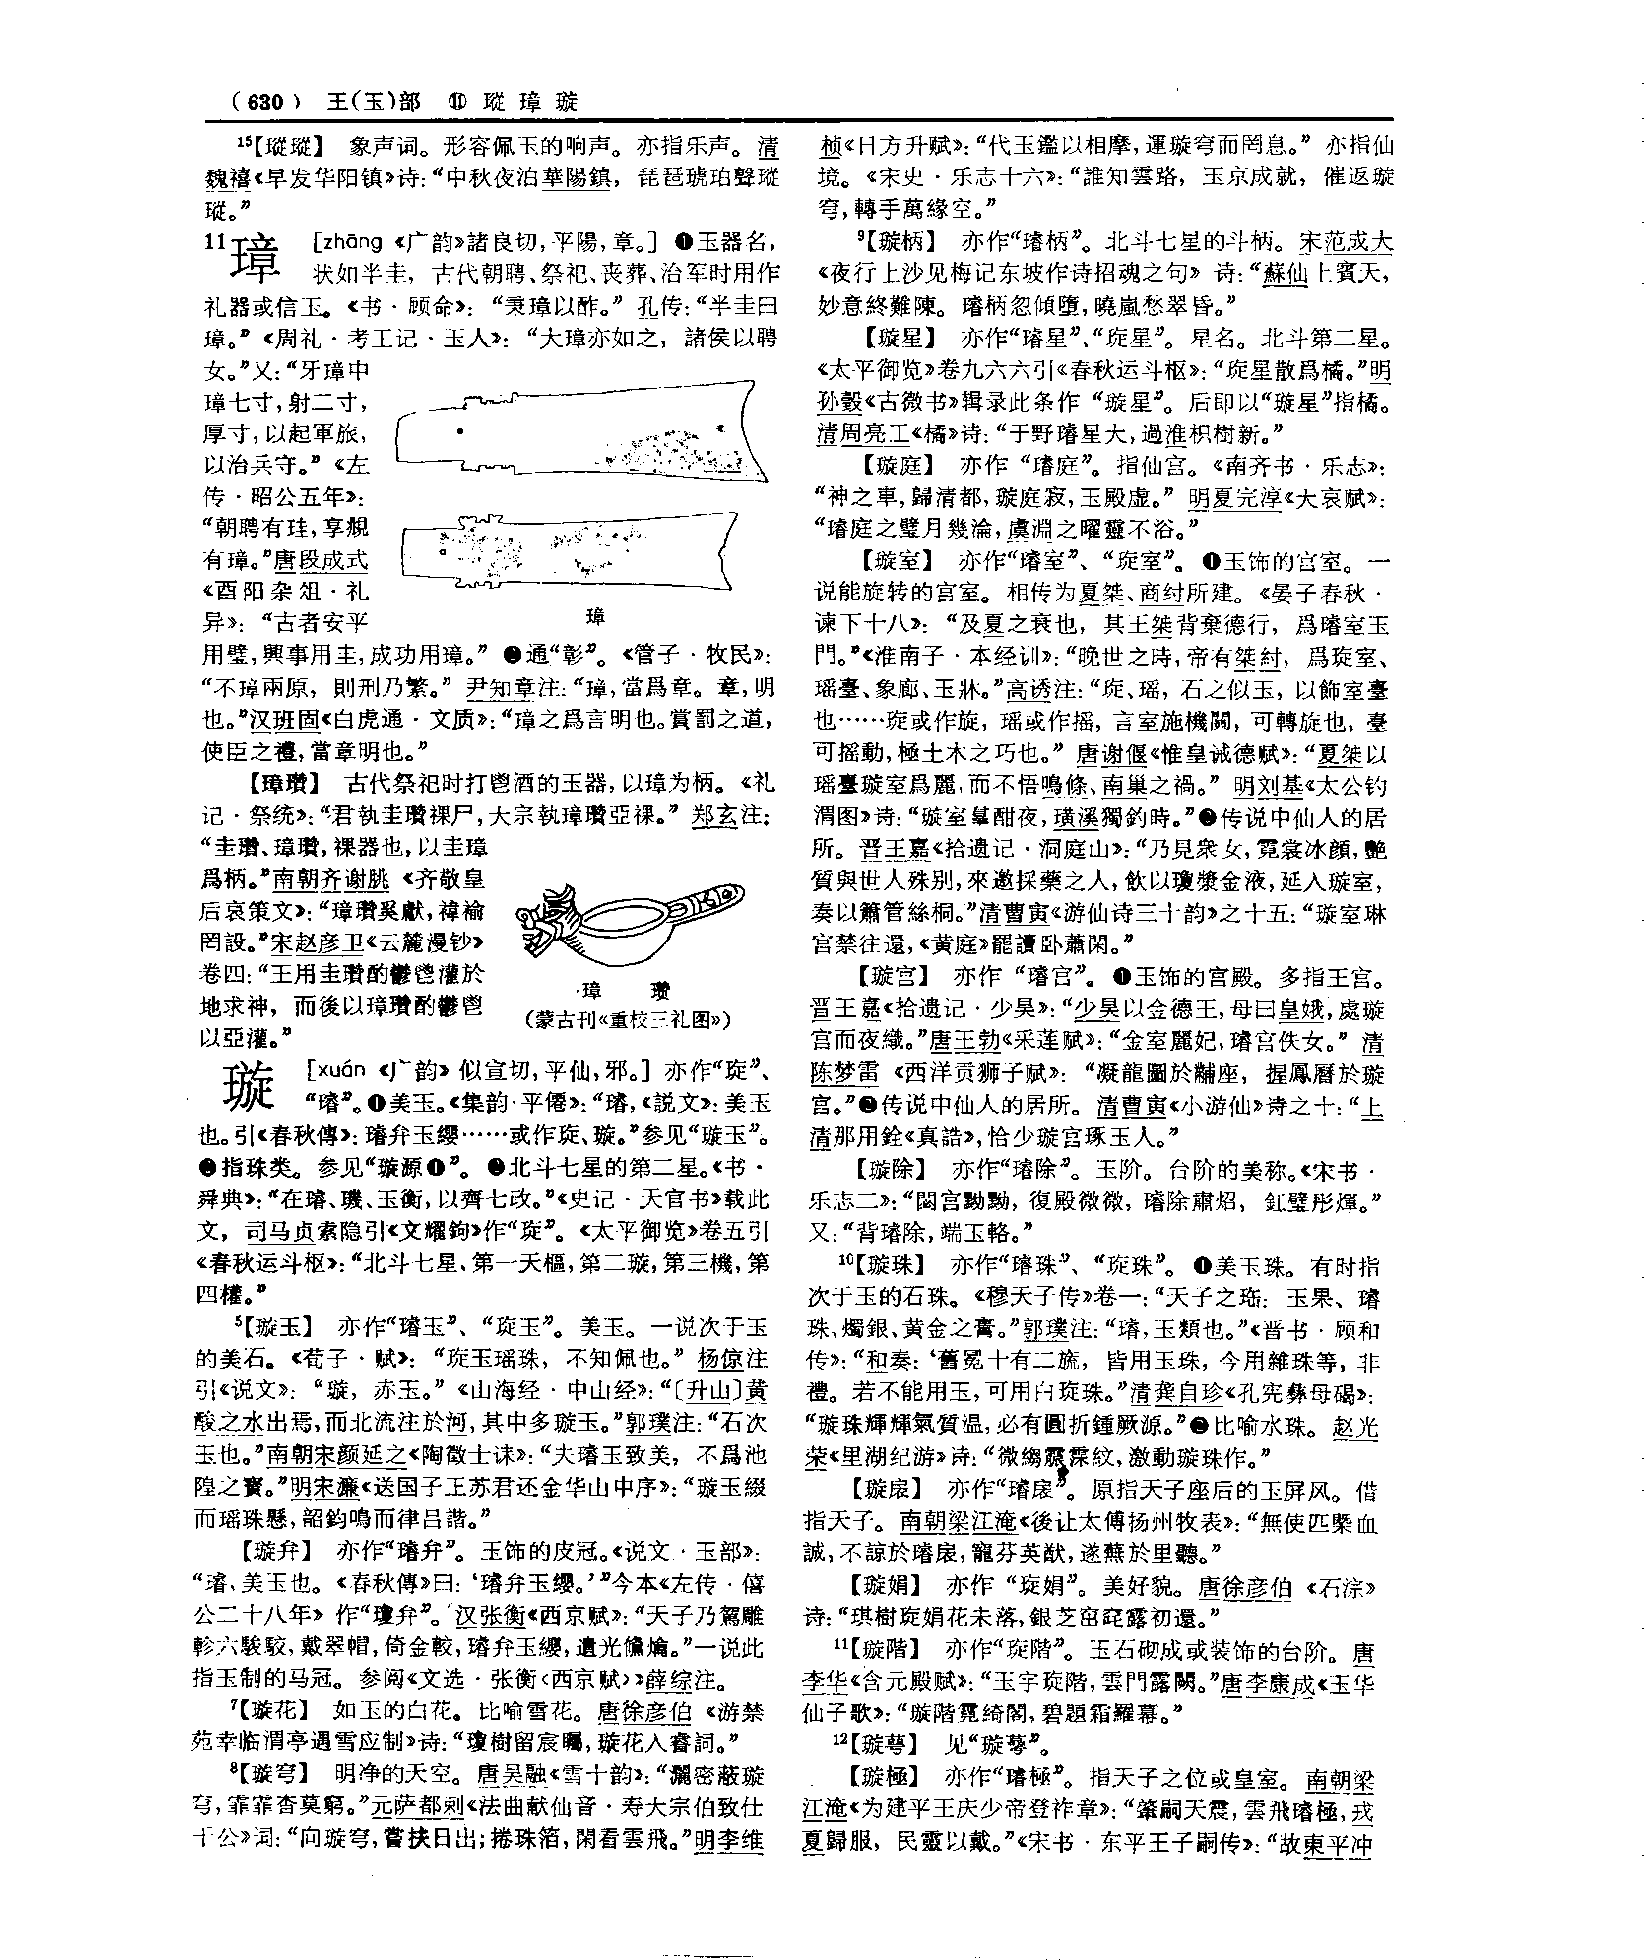 （630） 王(玉)部 ⑪ 瑽 璋 璇
15【瑽瑽】 象声词。形容佩玉的响声。亦指乐声。清
魏禧《早发华阳镇》诗：“中秋夜泊華陽鎮，琵琶琥珀聲瑽
瑽。”
11璋 ［zhāng 《广韵》諸良切，平陽，章。］ ❶玉器名，
状如半圭，古代朝聘、祭祀、丧葬、治军时用作
礼器或信玉。《书·顾命》：“秉璋以酢。”孔传：“半圭曰
璋。”《周礼·考工记·玉人》：“大璋亦如之，諸侯以聘
女。”又：“牙璋中
璋七寸，射二寸，
厚寸，以起軍旅，
以治兵守。”《左
传·昭公五年》：
“朝聘有珪，享覜
有璋。”唐段成式
《酉阳杂俎·礼
异》：“古者安平
璋
用璧，興事用圭，成功用璋。” ❷通“彰”。《管子·牧民》：
“不璋兩原，則刑乃繁。”尹知章注：“璋，當爲章。章，明
也。”汉班固《白虎通·文质》：“璋之爲言明也。賞罰之道，
使臣之禮，當章明也。”
【璋瓚】 古代祭祀时打鬯酒的玉器，以璋为柄。《礼
记·祭统》：“君執圭瓚祼尸，大宗執璋瓚亞祼。”郑玄注：
“圭瓚、璋瓚，祼器也，以圭璋
爲柄。”南朝齐谢朓《齐敬皇
后哀策文》：“璋瓚奚獻，褘褕
罔設。”宋赵彦卫《云麓漫钞》
卷四：“王用圭瓚酌鬱鬯灌於
地求神，而後以璋瓚酌鬱鬯
以亞灌。”
璋 瓚
（蒙古刊《重校三礼图》）
璇 ［xuán 《广韵》似宣切，平仙，邪。］ 亦作“琁”、
“璿”。❶美玉。《集韵·平僊》：“璿，《説文》：美玉
也。引《春秋傳》：璿弁玉纓……或作琁、璇。”参见“璇玉”。
❷指珠类。参见“璇源❶”。 ❸北斗七星的第二星。《书·
舜典》：“在璿、璣、玉衡，以齊七政。”《史记·天官书》载此
文，司马贞索隐引《文耀鉤》作“琁”。《太平御览》卷五引
《春秋运斗枢》：“北斗七星、第一天樞，第二璇，第三機，第
四權。”
5【璇玉】 亦作“璿玉”、“琁玉”。美玉。一说次于玉
的美石。《荀子·赋》：“琁玉瑶珠，不知佩也。”杨倞注
引《说文》：“璇，赤玉。”《山海经·中山经》：“〔升山〕黄
酸之水出焉，而北流注於河，其中多璇玉。”郭璞注：“石次
玉也。”南朝宋颜延之《陶徵士诔》：“夫璿玉致美，不爲池
隍之寶。”明宋濂《送国子王苏君还金华山中序》：“璇玉綴
而瑶珠懸，韶鈞鳴而律吕諧。”
【璇弁】 亦作“璿弁”。玉饰的皮冠。《说文·玉部》：
“璿、美玉也。《春秋傳》曰：‘璿弁玉纓。’”今本《左传·僖
公二十八年》作“瓊弁”。汉张衡《西京赋》：“天子乃駕雕
軫六駿駮，戴翠帽，倚金較，璿弁玉纓，遺光儵爚。”一说此
指玉制的马冠。参阅《文选·张衡〈西京赋〉》薛综注。
7【璇花】 如玉的白花。比喻雪花。唐徐彦伯《游禁
苑幸临渭亭遇雪应制》诗：“瓊樹留宸矚，璇花入睿詞。”
8【璇穹】 明净的天空。唐吴融《雪十韵》：“灑密蔽璇
穹，霏霏杳莫窮。”元萨都剌《法曲献仙音·寿大宗伯致仕
千公》词：“向璇穹，嘗扶日出；捲珠箔，閑看雲飛。”明李维
桢《日方升赋》：“代玉鑑以相摩，運璇穹而罔息。” 亦指仙
境。《宋史·乐志十六》：“誰知雲路，玉京成就，催返璇
穹，轉手萬緣空。”
9【璇柄】 亦作“璿柄”。北斗七星的斗柄。宋范成大
《夜行上沙见梅记东坡作诗招魂之句》诗：“蘇仙上賓天，
妙意終難陳。璿柄忽傾墮，曉嵐愁翠昏。”
【璇星】 亦作“璿星”、“琁星”。星名。北斗第二星。
《太平御览》卷九六六引《春秋运斗枢》：“琁星散爲橘。”明
孙瑴《古微书》辑录此条作“璇星”。后即以“璇星”指橘。
清周亮工《橘》诗：“于野璿星大，過淮枳樹新。”
【璇庭】 亦作“璿庭”。指仙宫。《南齐书·乐志》：
“神之車，歸清都，璇庭寂，玉殿虚。”明夏完淳《大哀赋》：
“璿庭之璧月幾淪，虞淵之曜靈不浴。”
【璇室】 亦作“璿室”、“琁室”。❶玉饰的宫室。一
说能旋转的宫室。相传为夏桀、商纣所建。《晏子春秋·
谏下十八》：“及夏之衰也，其王桀背棄德行，爲璿室玉
門。”《淮南子·本经训》：“晚世之時，帝有桀紂，爲琁室、
瑶臺、象廊、玉牀。”高诱注：“琁、瑶，石之似玉，以飾室臺
也……琁或作旋，瑶或作摇，言室施機關，可轉旋也，臺
可摇動，極土木之巧也。”唐谢偃《惟皇诫德赋》：“夏桀以
瑶臺璇室爲麗，而不悟鳴條、南巢之禍。”明刘基《太公钓
渭图》诗：“璇室羣酣夜，璜溪獨釣時。”❷传说中仙人的居
所。晋王嘉《拾遗记·洞庭山》：“乃見衆女，霓裳冰顔，艷
質與世人殊别，來邀採藥之人，飲以瓊漿金液，延入璇室，
奏以簫管絲桐。”清曹寅《游仙诗三十韵》之十五：“璇室琳
宫禁往還，《黄庭》罷讀卧蕭閑。”
【璇宫】 亦作“璿宫”。❶玉饰的宫殿。多指王宫。
晋王嘉《拾遗记·少昊》：“少昊以金德王，母曰皇娥，處璇
宫而夜織。”唐王勃《采莲赋》：“金室麗妃，璿宫佚女。”清
陈梦雷《西洋贡狮子赋》：“凝龍圖於黼座，握鳳曆於璇
宫。”❷传说中仙人的居所。清曹寅《小游仙》诗之十：“上
清那用銓《真誥》，恰少璇宫琢玉人。”
【璇除】 亦作“璿除”。玉阶。台阶的美称。《宋书·
乐志二》：“閟宫黝黝，復殿微微，璿除肅炤，釭璧彤煇。”
又：“背璿除，端玉輅。”
10【璇珠】 亦作“璿珠”、“琁珠”。❶美玉珠。有时指
次于玉的石珠。《穆天子传》卷一：“天子之珤：玉果、璿
珠、燭銀、黄金之膏。”郭璞注：“璿，玉類也。”《晋书·顾和
传》：“和奏：‘舊冕十有二旒，皆用玉珠，今用雜珠等，非
禮。若不能用玉，可用白琁珠。”清龚自珍《孔宪彝母碣》：
“璇珠輝輝氣質温，必有圓折鍾厥源。”❷比喻水珠。赵光
荣《里湖纪游》诗：“微縐霡霂紋，激動璇珠作。”
【璇扆】 亦作“璿扆”。原指天子座后的玉屏风。借
指天子。南朝梁江淹《後让太傅扬州牧表》：“無使匹槩血
誠，不諒於璿扆，寵芬英猷，遂蕪於里聽。”
【璇娟】 亦作“琁娟”。美好貌。唐徐彦伯《石淙》
诗：“琪樹琁娟花未落，銀芝窋咤露初還。”
11【璇階】 亦作“琁階”。玉石砌成或装饰的台阶。唐
李华《含元殿赋》：“玉宇琁階，雲門露闕。”唐李康成《玉华
仙子歌》：“璇階霓綺閣，碧題霜羅幕。”
12【璇萼】 见“璇蕚”。
【璇極】 亦作“璿極”。指天子之位或皇室。南朝梁
江淹《为建平王庆少帝登祚章》：“肇嗣天震，雲飛璿極，戎
夏歸服，民靈以戴。”《宋书·东平王子嗣传》：“故東平冲